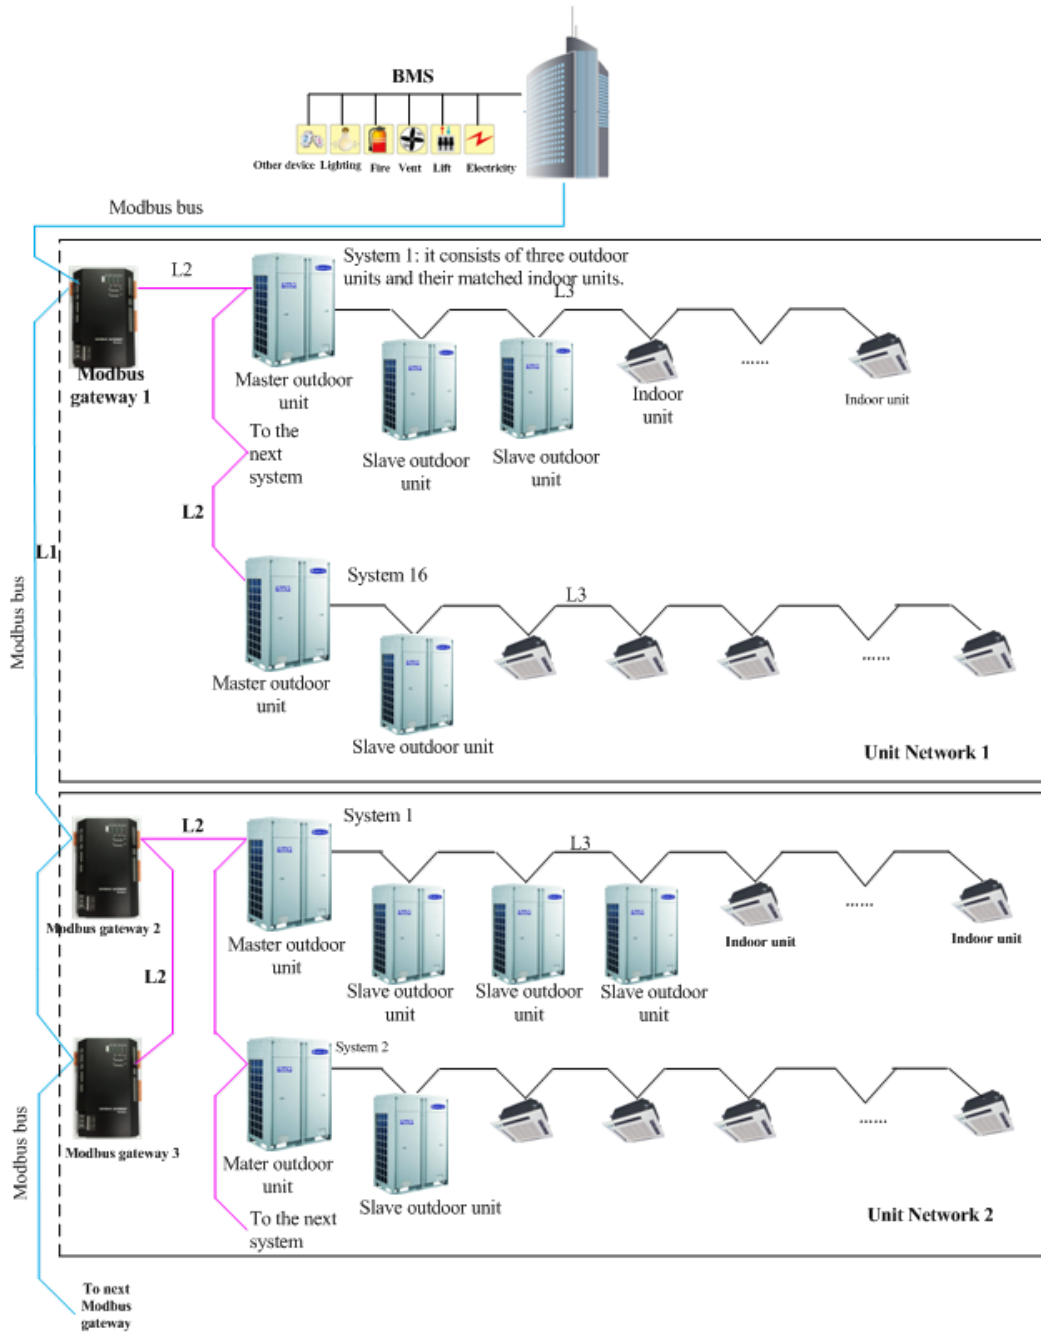 BMS
Other device Lighting Fire Vent Lift Electricity
Modbus bus
System 1: it consists of three outdoor
units and their matched indoor units.
L2
L3
Modbus
gateway 1
Master outdoor
unit
Indoor
unit
......
Indoor unit
To the
next
system
Slave outdoor
unit
Slave outdoor
unit
L2
L1
Modbus bus
System 16
L3
......
Master outdoor
unit
Slave outdoor unit
Unit Network 1
L2
System 1
L3
......
Modbus gateway 2
Master outdoor
unit
Indoor unit
Indoor unit
L2
Slave outdoor
unit
Slave outdoor
unit
Slave outdoor
unit
System 2
......
Modbus bus
Modbus gateway 3
Mater outdoor
unit
Slave outdoor unit
To the next
system
Unit Network 2
To next
Modbus
gateway